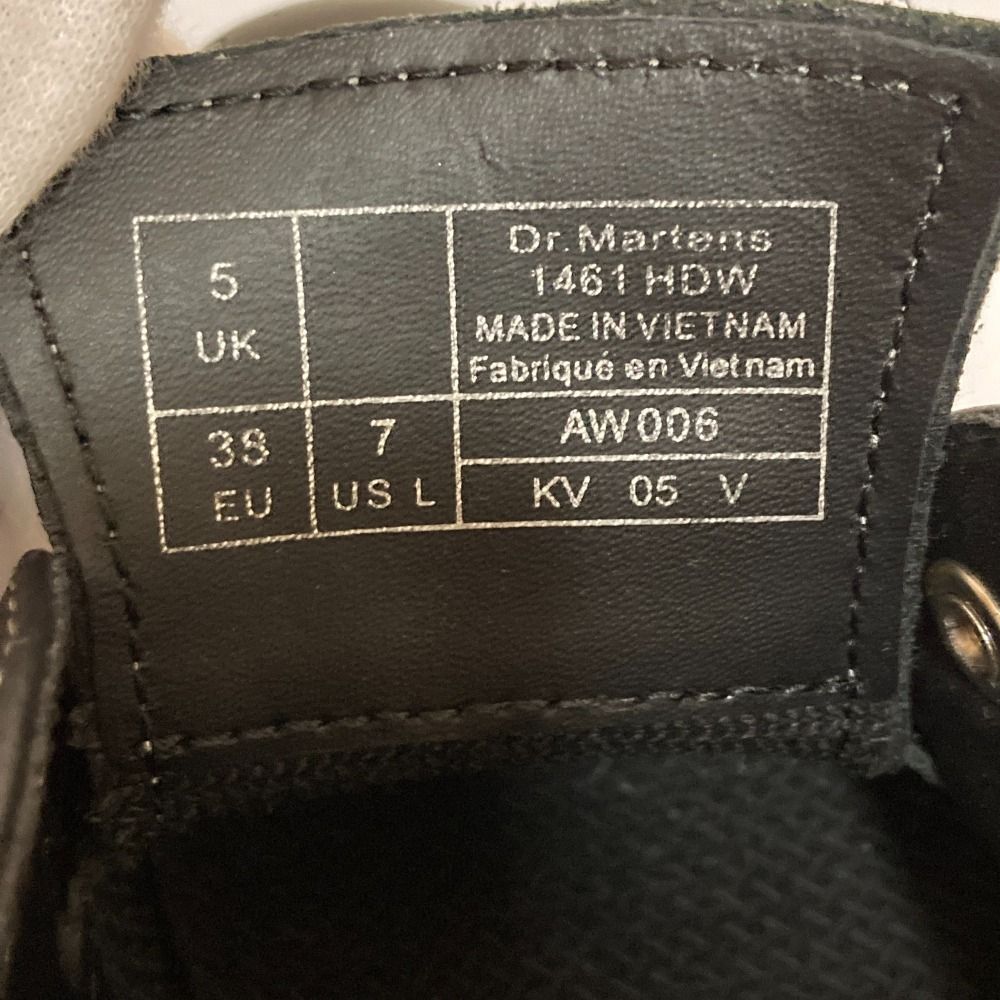 5
UK
38
EU
7
US L
Dr.Martens
1461 HDW
MADE IN VIETNAM
Fabriqué en Vietnam
AW006
KV 05 V